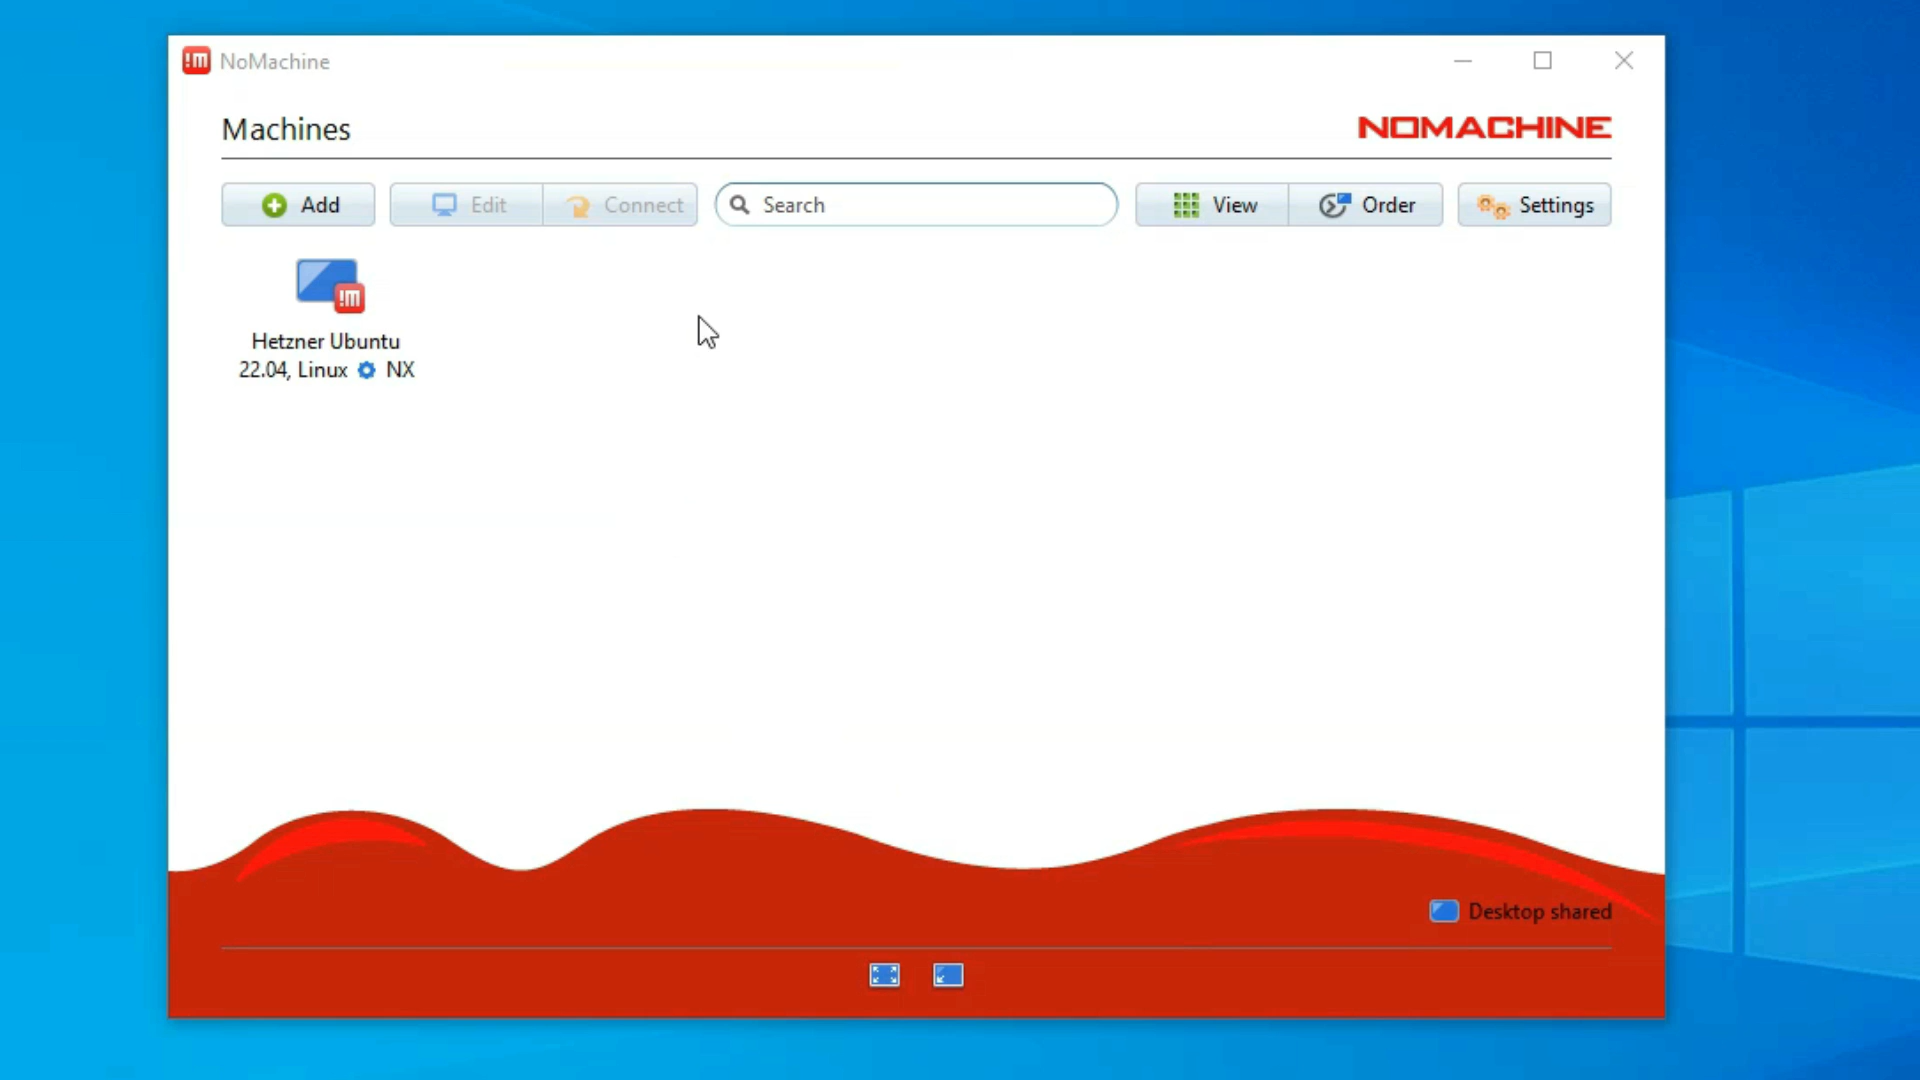 NoMachine
Machines
NOMACHINE
Add
Edit
Connect
Search
View
Order
Settings
!m
Hetzner Ubuntu
22.04, Linux NX
Desktop shared